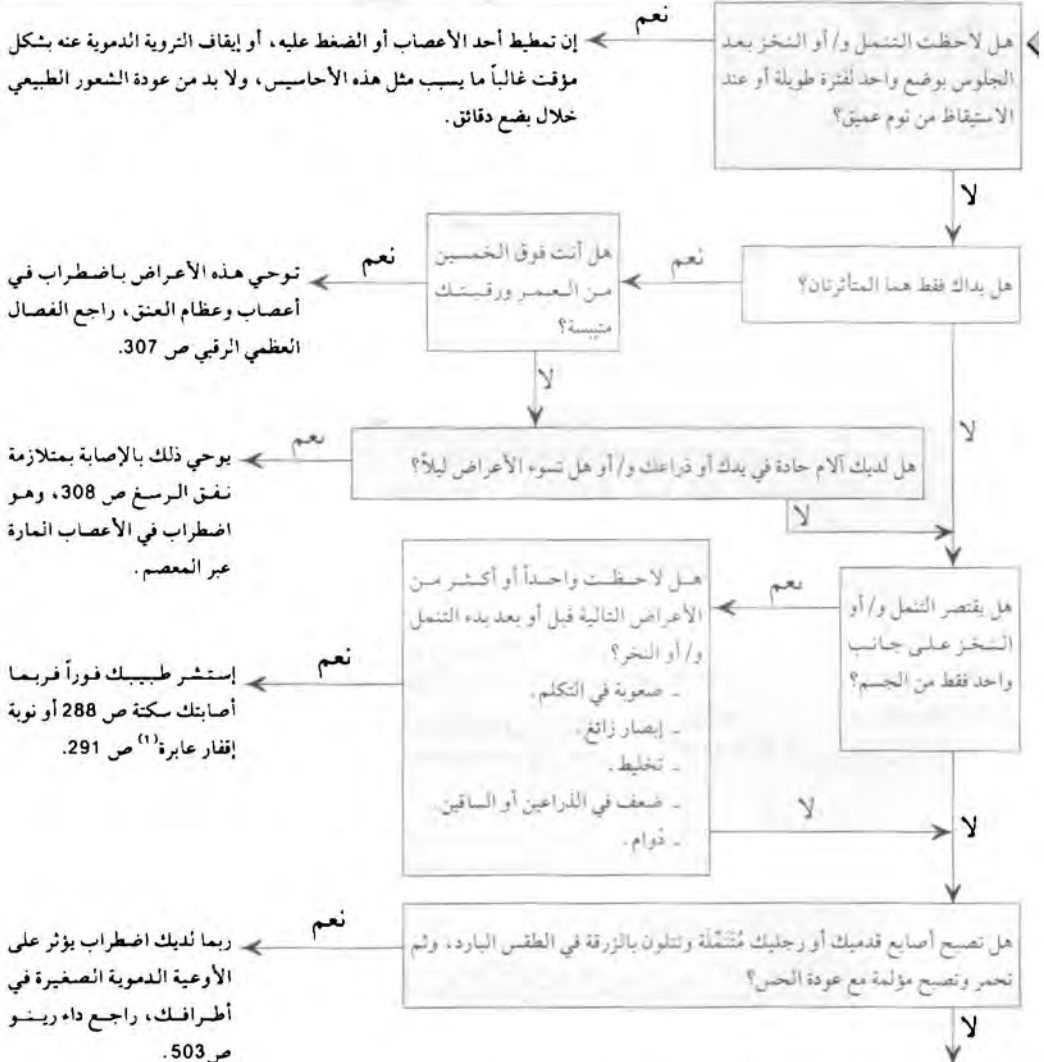 هل لاحظت التنمل و/ أو النخز بعد
الجلوس بوضع واحد لفترة طويلة أو عند
الاستيقاظ من نوم عميق؟
نعم
إن تمطيط أحد الأعصاب أو الضغط عليه، أو إيقاف التروية الدموية عنه بشكل
مؤقت غالباً ما يسبب مثل هذه الأحاسيس، ولا بد من عودة الشعور الطبيعي
خلال بضع دقائق.
لا
هل يداك فقط هما المتأثرتان؟
نعم
هل أنت فوق الخمسين
من العمر ورقبتك
متيبسة؟
نعم
توحي هذه الأعراض باضطراب في
أعصاب وعظام العنق، راجع الفصال
العظمي الرقبي ص 307.
لا
لا
هل لديك آلام حادة في يدك أو ذراعك و/ أو هل تسوء الأعراض ليلاً؟
نعم
يوحي ذلك بالإصابة بمتلازمة
نفق الرسغ ص 308، وهو
اضطراب في الأعصاب المارة
عبر المعصم.
لا
هل يقتصر التنمل و/ أو
النخز على جانب
واحد فقط من الجسم؟
نعم
هل لاحظت واحداً أو أكثر من
الأعراض التالية قبل أو بعد بدء التنمل
و/ أو النخر؟
ـ صعوبة في التكلم.
ـ إبصار زائغ.
ـ تخليط.
ـ ضعف في الذراعين أو الساقين.
ـ دُوام.
نعم
إستشر طبيبك فوراً فربما
أصابتك سكتة ص 288 أو نوبة
إقفار عابرة(١) ص 291.
لا
لا
هل تصبح أصابع قدميك أو رجليك مُتَنَمِّلة وتتلون بالزرقة في الطقس البارد، وثم
تحمر وتصبح مؤلمة مع عودة الحس؟
نعم
ربما لديك اضطراب يؤثر على
الأوعية الدموية الصغيرة في
أطرافك، راجع داء رينو
ص503.
لا